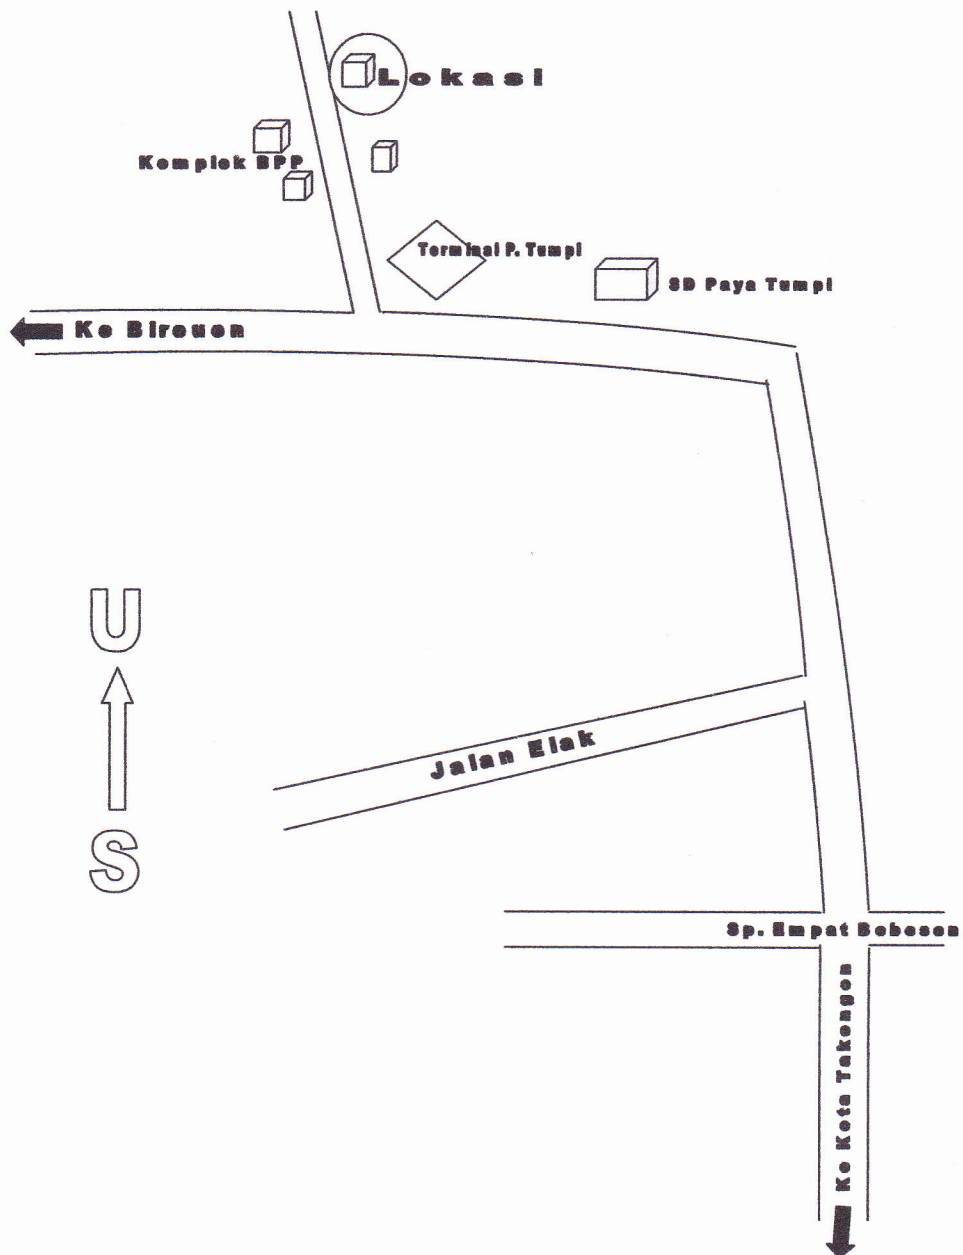 Lokasi
Komplek BPP
Terminal P. Tumpi
SD Paya Tumpi
Ke Bireuen
U
S
Jalan Elak
Sp. Empat Bebesen
Ke Kota Takengon